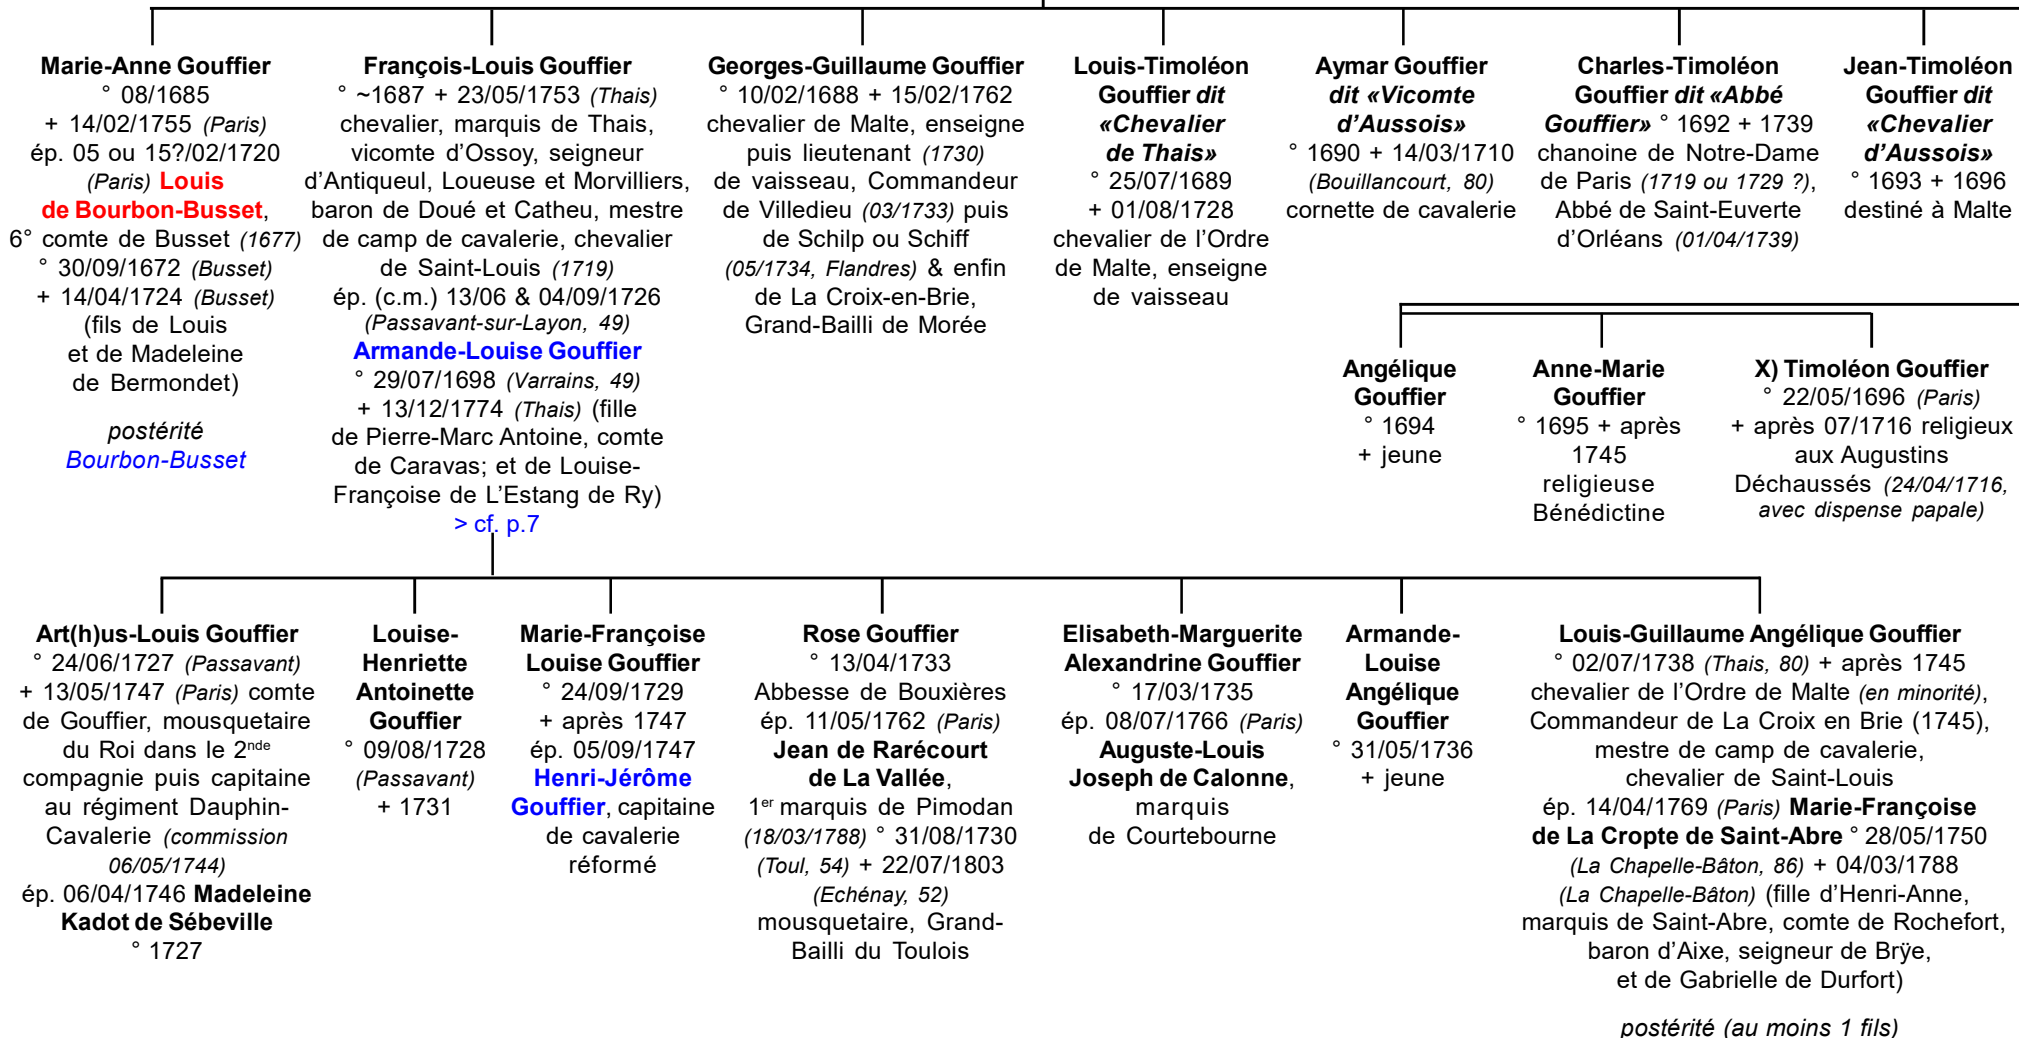 Marie-Anne Gouffier
° 08/1685
+ 14/02/1755 (Paris)
ép. 05 ou 15?/02/1720
(Paris) Louis
de Bourbon-Busset,
6° comte de Busset (1677)
° 30/09/1672 (Busset)
+ 14/04/1724 (Busset)
(fils de Louis
et de Madeleine
de Bermondet)
postérité
Bourbon-Busset
François-Louis Gouffier
° ~1687 + 23/05/1753 (Thais)
chevalier, marquis de Thais,
vicomte d'Ossoy, seigneur
d'Antiqueul, Loueuse et Morvilliers,
baron de Doué et Catheu, mestre
de camp de cavalerie, chevalier
de Saint-Louis (1719)
ép. (c.m.) 13/06 & 04/09/1726
(Passavant-sur-Layon, 49)
Armande-Louise Gouffier
° 29/07/1698 (Varrains, 49)
+ 13/12/1774 (Thais) (fille
de Pierre-Marc Antoine, comte
de Caravas; et de Louise-
Françoise de L'Estang de Ry)
> cf. p.7
Georges-Guillaume Gouffier
° 10/02/1688 + 15/02/1762
chevalier de Malte, enseigne
puis lieutenant (1730)
de vaisseau, Commandeur
de Villedieu (03/1733) puis
de Schilp ou Schiff
(05/1734, Flandres) & enfin
de La Croix-en-Brie,
Grand-Bailli de Morée
Louis-Timoléon
Gouffier dit
«Chevalier
de Thais»
° 25/07/1689
+ 01/08/1728
chevalier de l'Ordre
de Malte, enseigne
de vaisseau
Aymar Gouffier
dit «Vicomte
d'Aussois»
° 1690 + 14/03/1710
(Bouillancourt, 80)
cornette de cavalerie
Charles-Timoléon
Gouffier dit «Abbé
Gouffier» ° 1692 + 1739
chanoine de Notre-Dame
de Paris (1719 ou 1729 ?),
Abbé de Saint-Euverte
d'Orléans (01/04/1739)
Jean-Timoléon
Gouffier dit
«Chevalier
d'Aussois»
° 1693 + 1696
destiné à Malte
Angélique
Gouffier
° 1694
+ jeune
Anne-Marie
Gouffier
° 1695 + après
1745
religieuse
Bénédictine
X) Timoléon Gouffier
° 22/05/1696 (Paris)
+ après 07/1716 religieux
aux Augustins
Déchaussés (24/04/1716,
avec dispense papale)
Art(h)us-Louis Gouffier
° 24/06/1727 (Passavant)
+ 13/05/1747 (Paris) comte
de Gouffier, mousquetaire
du Roi dans le 2nde
compagnie puis capitaine
au régiment Dauphin-
Cavalerie (commission
06/05/1744)
ép. 06/04/1746 Madeleine
Kadot de Sébeville
° 1727
Louise-
Henriette
Antoinette
Gouffier
° 09/08/1728
(Passavant)
+ 1731
Marie-Françoise
Louise Gouffier
° 24/09/1729
+ après 1747
ép. 05/09/1747
Henri-Jérôme
Gouffier, capitaine
de cavalerie
réformé
Rose Gouffier
° 13/04/1733
Abbesse de Bouxières
ép. 11/05/1762 (Paris)
Jean de Rarécourt
de La Vallée,
1er marquis de Pimodan
(18/03/1788) ° 31/08/1730
(Toul, 54) + 22/07/1803
(Echénay, 52)
mousquetaire, Grand-
Bailli du Toulois
Elisabeth-Marguerite
Alexandrine Gouffier
° 17/03/1735
ép. 08/07/1766 (Paris)
Auguste-Louis
Joseph de Calonne,
marquis
de Courtebourne
Armande-
Louise
Angélique
Gouffier
° 31/05/1736
+ jeune
Louis-Guillaume Angélique Gouffier
° 02/07/1738 (Thais, 80) + après 1745
chevalier de l'Ordre de Malte (en minorité),
Commandeur de La Croix en Brie (1745),
mestre de camp de cavalerie,
chevalier de Saint-Louis
ép. 14/04/1769 (Paris) Marie-Françoise
de La Cropte de Saint-Abre ° 28/05/1750
(La Chapelle-Bâton, 86) + 04/03/1788
(La Chapelle-Bâton) (fille d'Henri-Anne,
marquis de Saint-Abre, comte de Rochefort,
baron d'Aixe, seigneur de Brÿe,
et de Gabrielle de Durfort)
postérité (au moins 1 fils)